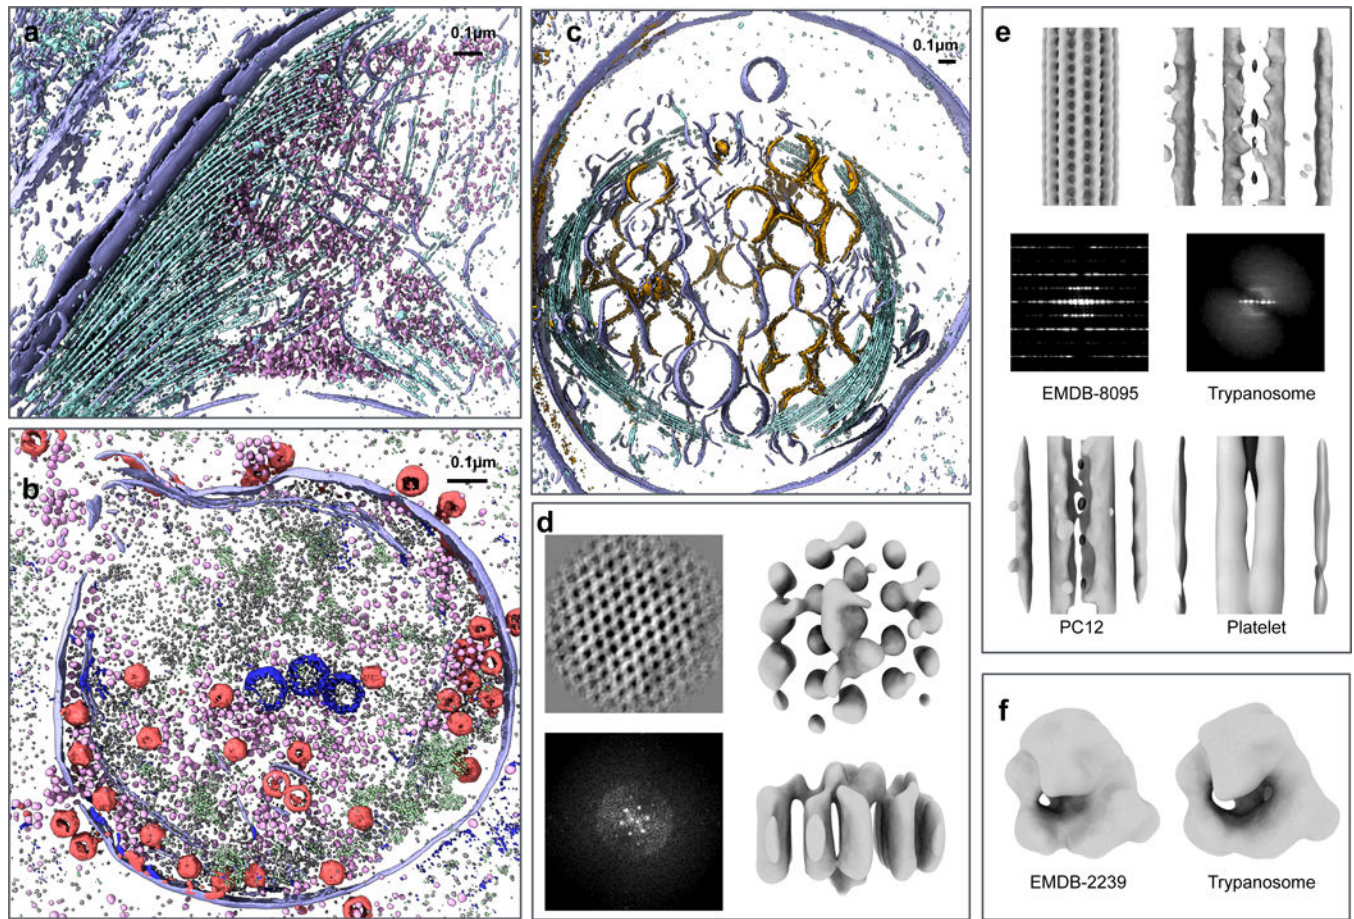 a
0.1µm
b
0.1µm
c
0.1µm
d
e
EMDB-8095
Trypanosome
PC12
Platelet
f
EMDB-2239
Trypanosome